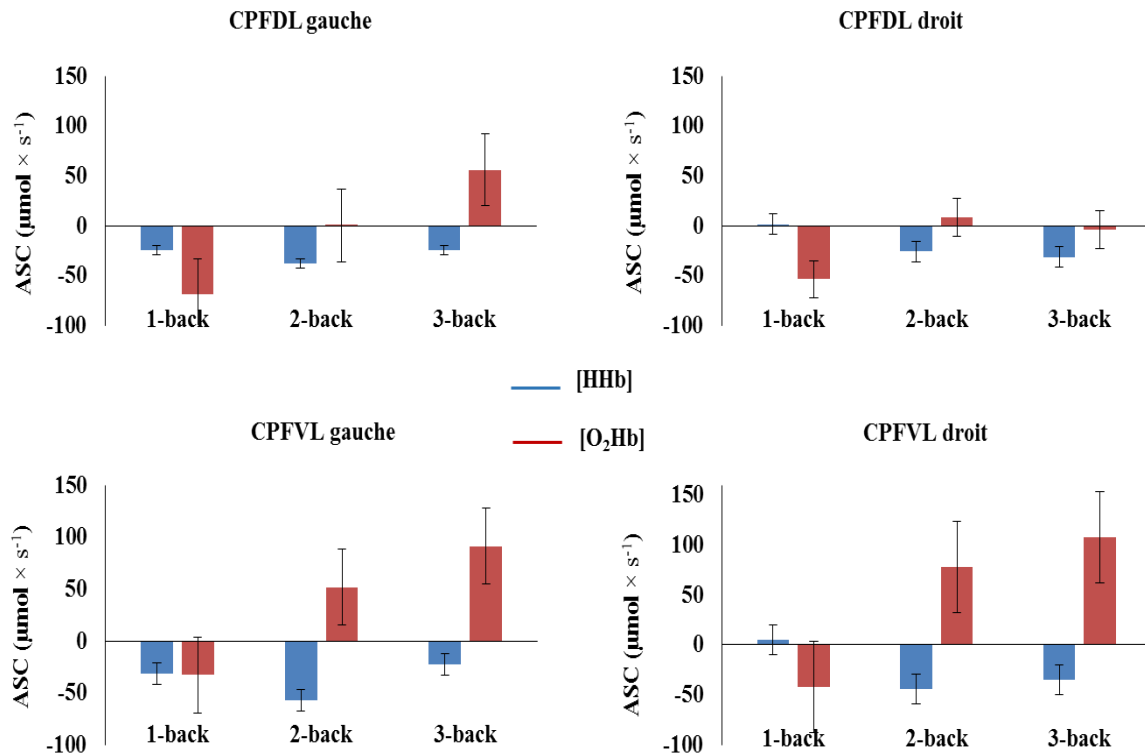 CPFDL gauche
ASC (µmol × s⁻¹)
150
100
50
0
-50
-100
1-back 2-back 3-back
CPFDL droit
ASC (µmol × s⁻¹)
150
100
50
0
-50
-100
1-back 2-back 3-back
[HHb]
[O₂Hb]
CPFVL gauche
ASC (µmol × s⁻¹)
150
100
50
0
-50
-100
1-back 2-back 3-back
CPFVL droit
ASC (µmol × s⁻¹)
150
100
50
0
-50
-100
1-back 2-back 3-back